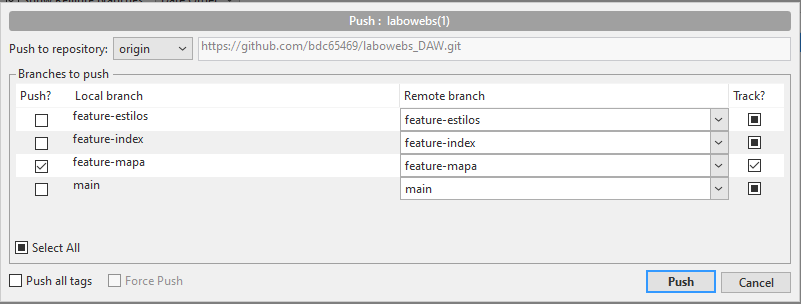 Push : labowebs(1)
Push to repository: origin https://github.com/bdc65469/labowebs_DAW.git
Branches to push
Push? Local branch Remote branch Track?
feature-estilos feature-estilos
feature-index feature-index
feature-mapa feature-mapa
main main
Select All
Push all tags Force Push Push Cancel